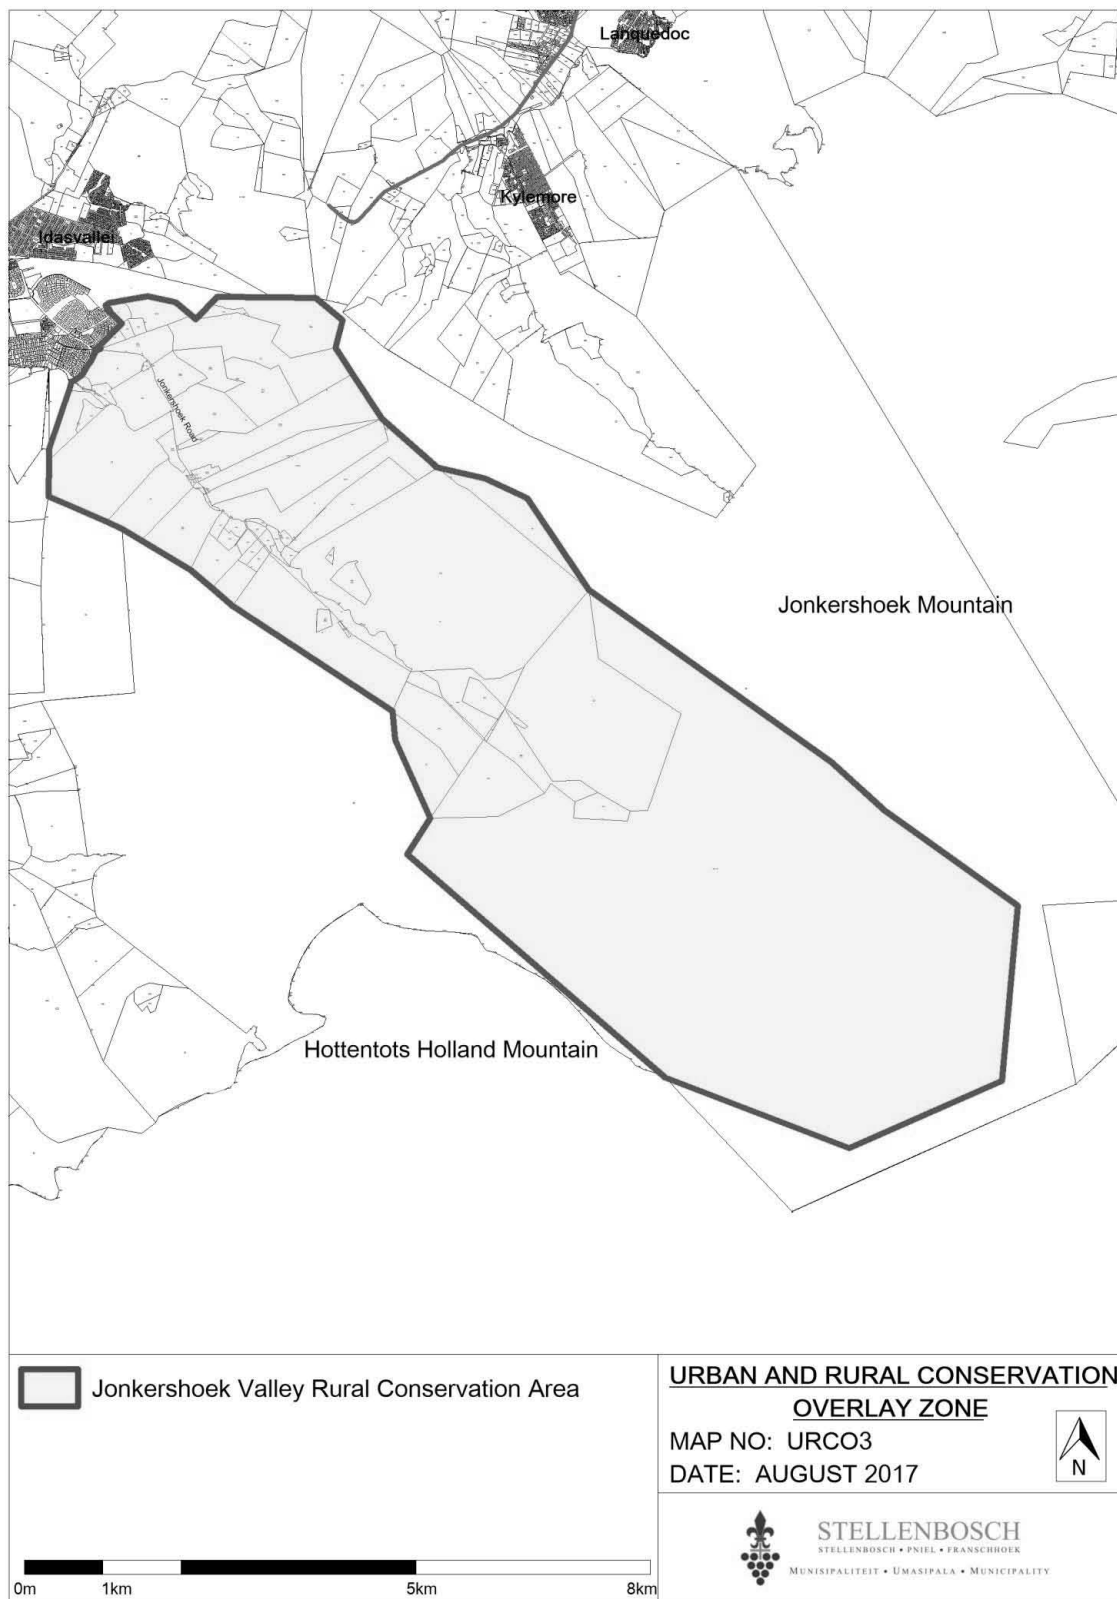 Lanquedoc
Kylemore
Idasvallei
Jonkershoek Road
Jonkershoek Mountain
Hottentots Holland Mountain
Jonkershoek Valley Rural Conservation Area
0m 1km 5km 8km
URBAN AND RURAL CONSERVATION
OVERLAY ZONE
MAP NO: URCO3
DATE: AUGUST 2017
N
STELLENBOSCH
STELLENBOSCH • PNIEL • FRANSCHHOEK
MUNISIPALITEIT • UMASIPALA • MUNICIPALITY